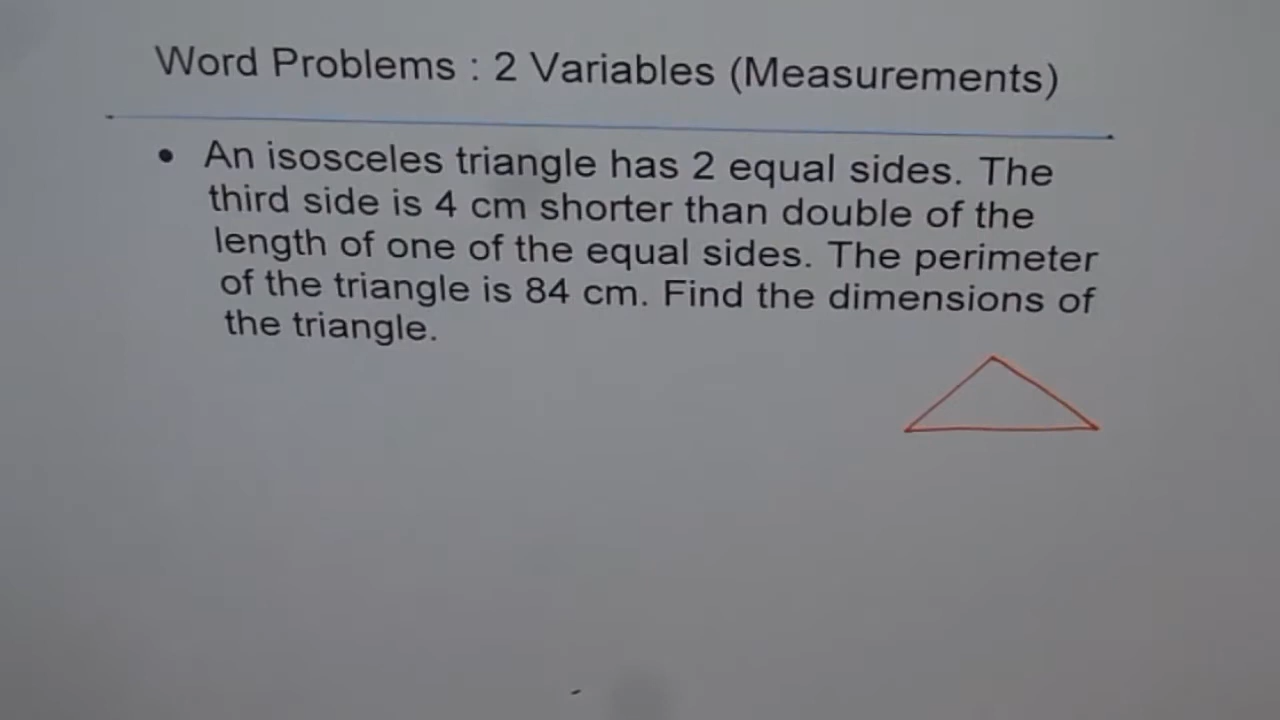 Word Problems : 2 Variables (Measurements)
• An isosceles triangle has 2 equal sides. The
third side is 4 cm shorter than double of the
length of one of the equal sides. The perimeter
of the triangle is 84 cm. Find the dimensions of
the triangle.